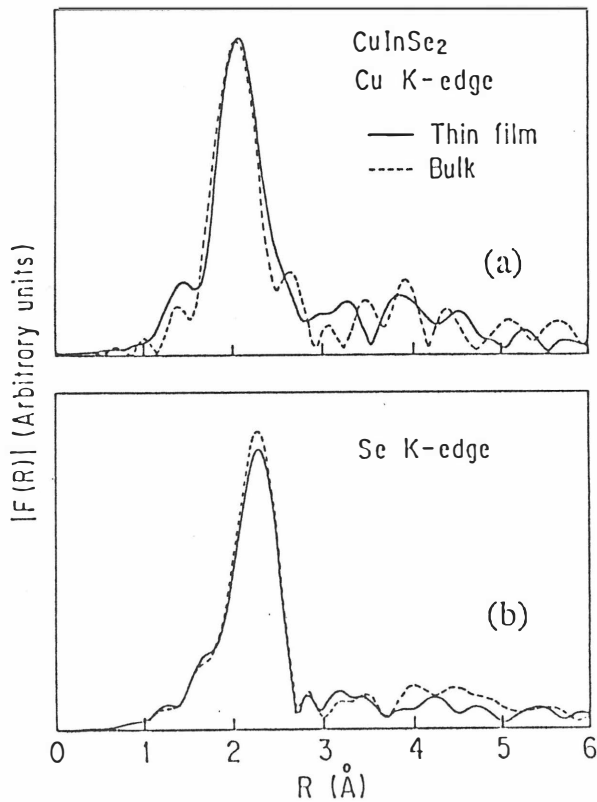 CuInSe2
Cu K-edge
Thin film
Bulk
(a)
|F(R)| (Arbitrary units)
Se K-edge
(b)
0 1 2 3 4 5 6
R (Å)